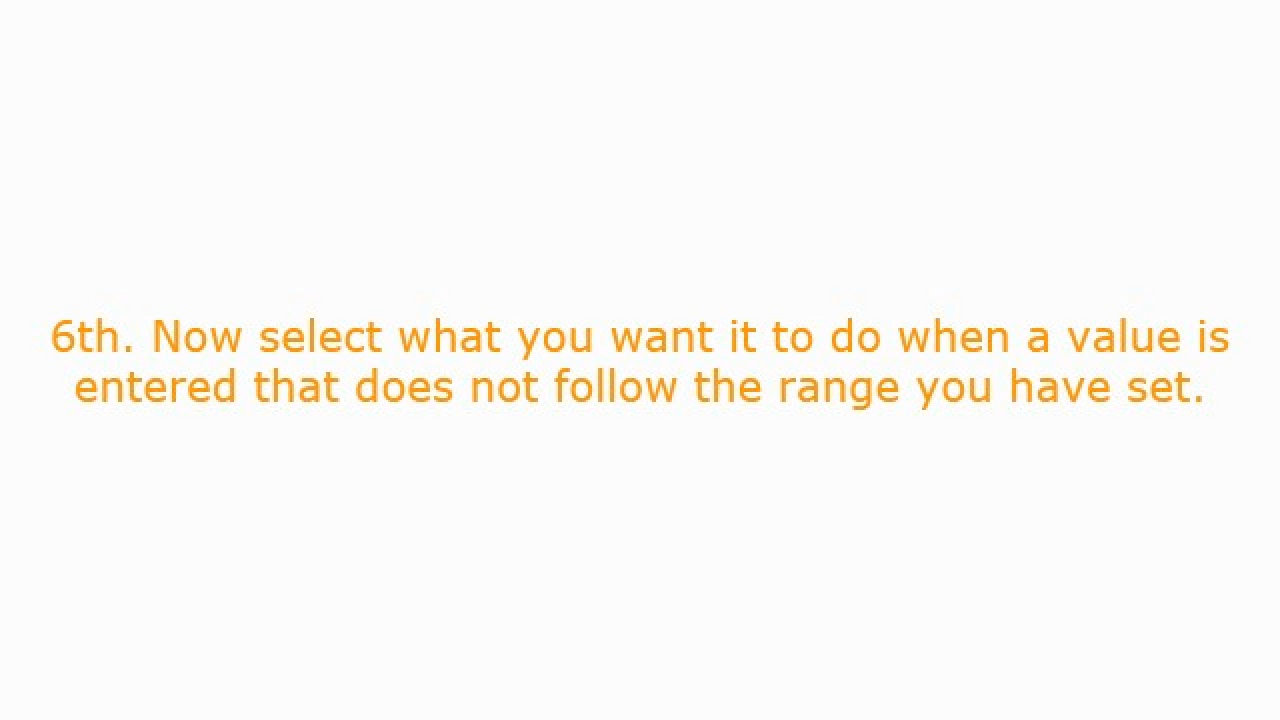 6th. Now select what you want it to do when a value is
entered that does not follow the range you have set.